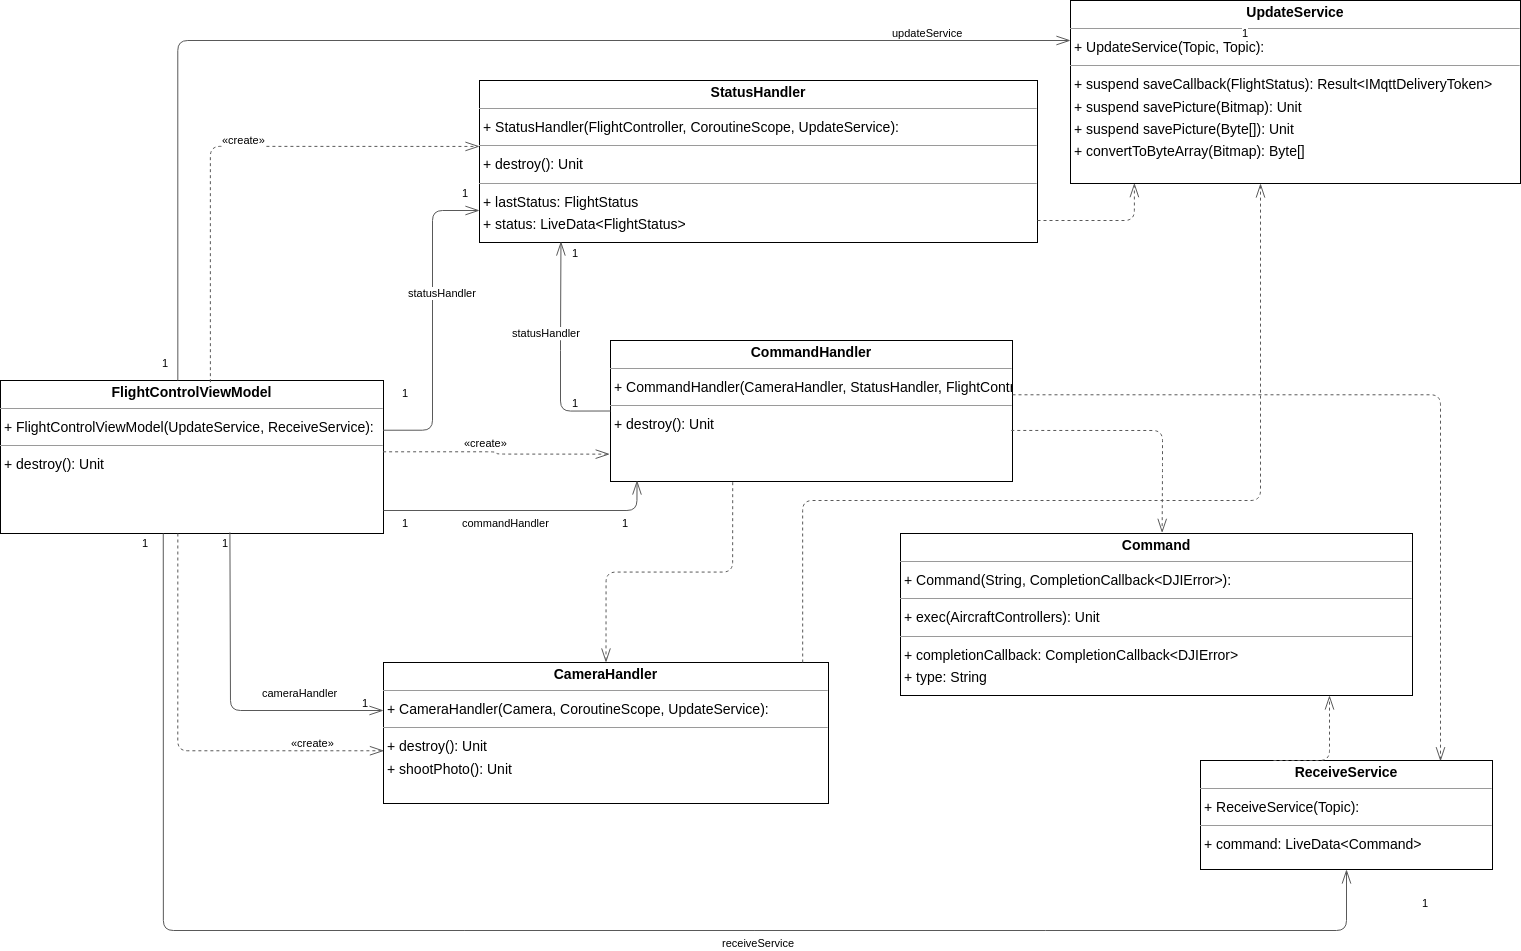 UpdateService
1
+ UpdateService(Topic, Topic):
+ suspend saveCallback(FlightStatus): Result<IMqttDeliveryToken>
+ suspend savePicture(Bitmap): Unit
+ suspend savePicture(Byte[]): Unit
+ convertToByteArray(Bitmap): Byte[]
updateService
StatusHandler
+ StatusHandler(FlightController, CoroutineScope, UpdateService):
+ destroy(): Unit
+ lastStatus: FlightStatus
+ status: LiveData<FlightStatus>
«create»
1
1
statusHandler
statusHandler
1
1
1
CommandHandler
+ CommandHandler(CameraHandler, StatusHandler, FlightContr
+ destroy(): Unit
FlightControlViewModel
+ FlightControlViewModel(UpdateService, ReceiveService):
+ destroy(): Unit
«create»
1
commandHandler
1
1
1
Command
+ Command(String, CompletionCallback<DJIError>):
+ exec(AircraftControllers): Unit
+ completionCallback: CompletionCallback<DJIError>
+ type: String
cameraHandler
1
«create»
CameraHandler
+ CameraHandler(Camera, CoroutineScope, UpdateService):
+ destroy(): Unit
+ shootPhoto(): Unit
ReceiveService
+ ReceiveService(Topic):
+ command: LiveData<Command>
1
receiveService